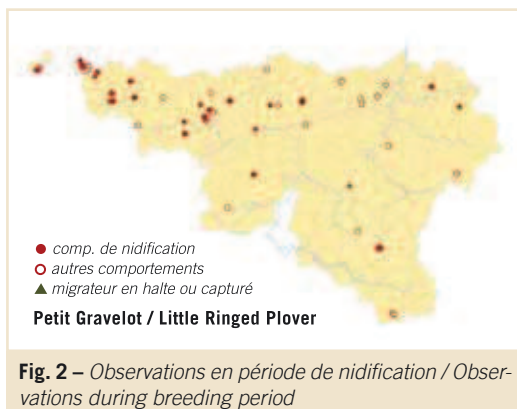 comp. de nidification
autres comportements
migrateur en halte ou capturé
Petit Gravelot / Little Ringed Plover
Fig. 2 – Observations en période de nidification / Obser-
vations during breeding period